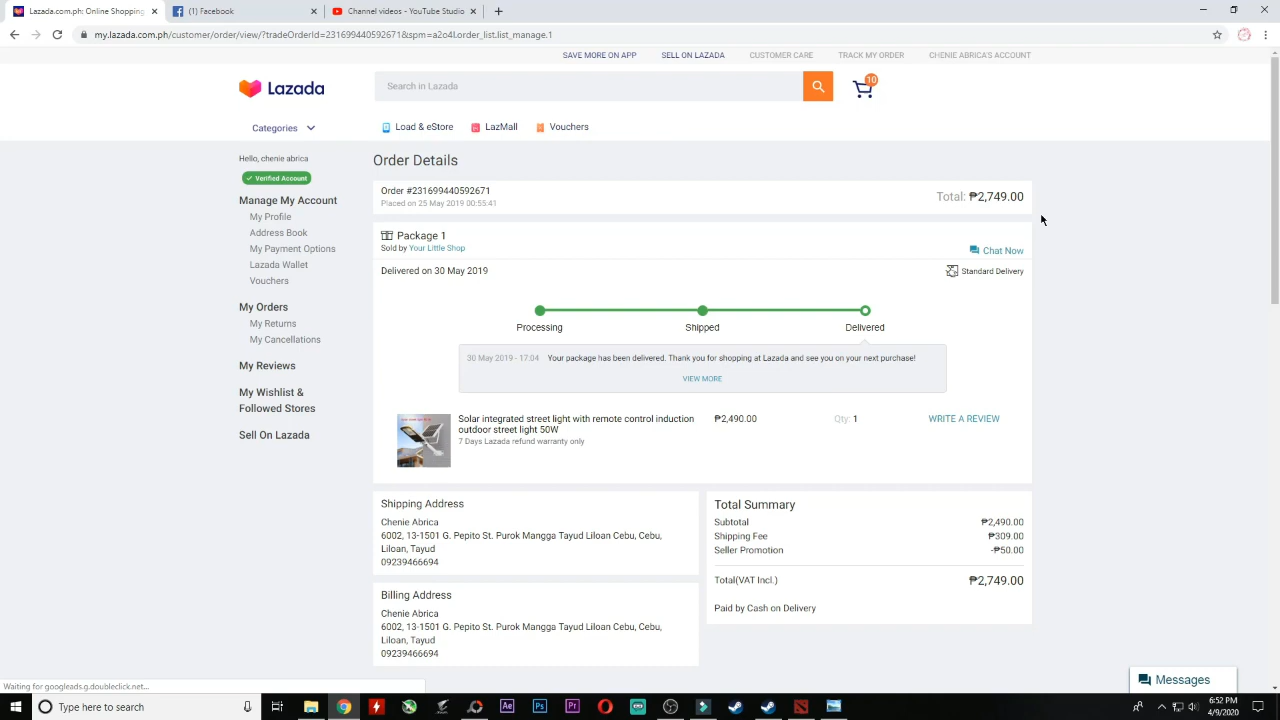 Lazada.com.ph: Online Shopping
(1) Facebook
Channel videos - YouTube Studio
my.lazada.com.ph/customer/order/view/?tradeOrderId=231699440592671&spm=a2o4l.order_list.list_manage.1
SAVE MORE ON APP
SELL ON LAZADA
CUSTOMER CARE
TRACK MY ORDER
CHENIE ABRICA'S ACCOUNT
Lazada
Search in Lazada
10
Categories
Load & eStore
LazMall
Vouchers
Hello, chenie abrica
Verified Account
Manage My Account
My Profile
Address Book
My Payment Options
Lazada Wallet
Vouchers
My Orders
My Returns
My Cancellations
My Reviews
My Wishlist &
Followed Stores
Sell On Lazada
Order Details
Order #231699440592671
Placed on 25 May 2019 00:55:41
Total: ₱2,749.00
Package 1
Sold by Your Little Shop
Chat Now
Delivered on 30 May 2019
Standard Delivery
Processing
Shipped
Delivered
30 May 2019 - 17:04 Your package has been delivered. Thank you for shopping at Lazada and see you on your next purchase!
VIEW MORE
Solar integrated street light with remote control induction
outdoor street light 50W
7 Days Lazada refund warranty only
₱2,490.00
Qty: 1
WRITE A REVIEW
Shipping Address
Chenie Abrica
6002, 13-1501 G. Pepito St. Purok Mangga Tayud Liloan Cebu, Cebu,
Liloan, Tayud
09239466694
Billing Address
Chenie Abrica
6002, 13-1501 G. Pepito St. Purok Mangga Tayud Liloan Cebu, Cebu,
Liloan, Tayud
09239466694
Total Summary
Subtotal ₱2,490.00
Shipping Fee ₱309.00
Seller Promotion -₱50.00
Total(VAT Incl.) ₱2,749.00
Paid by Cash on Delivery
Messages
Waiting for googleads.g.doubleclick.net...
Type here to search
Ae
Ps
Pr
6:52 PM
4/9/2020